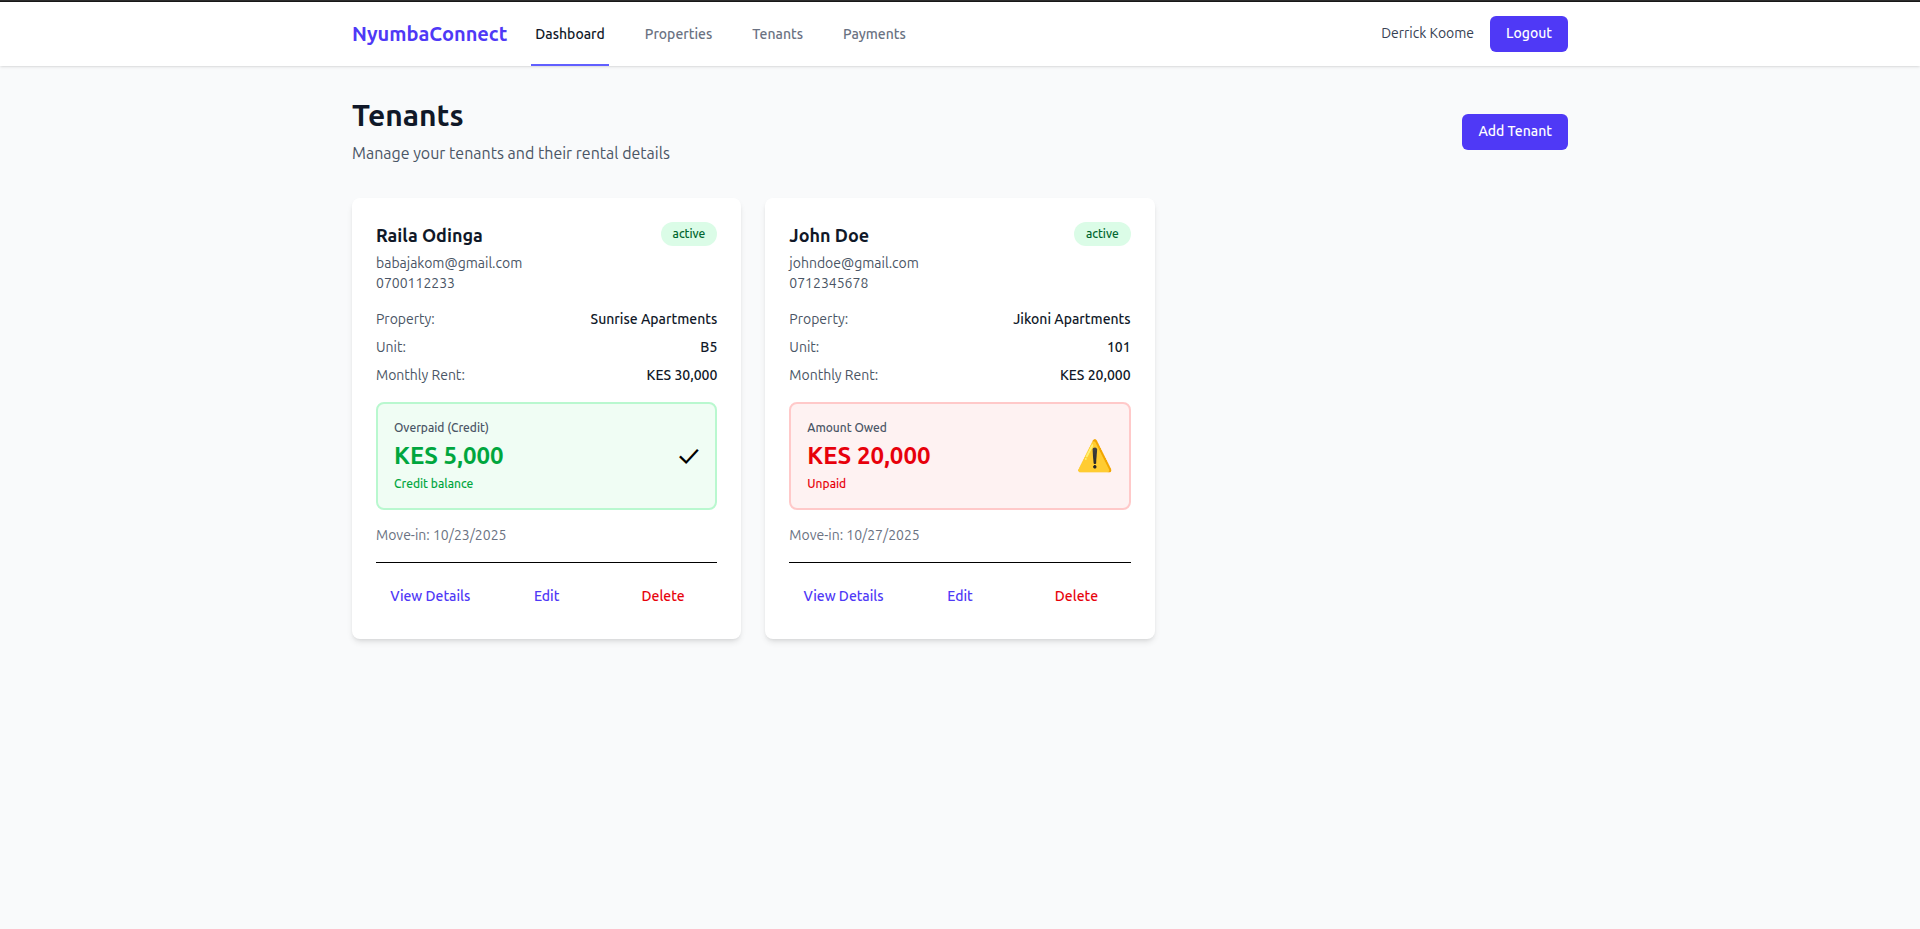 NyumbaConnect Dashboard Properties Tenants Payments Derrick Koome Logout
Tenants
Manage your tenants and their rental details
Add Tenant
Raila Odinga active
babajakom@gmail.com
0700112233
Property: Sunrise Apartments
Unit: B5
Monthly Rent: KES 30,000
Overpaid (Credit)
KES 5,000
Credit balance
Move-in: 10/23/2025
View Details Edit Delete
John Doe active
johndoe@gmail.com
0712345678
Property: Jikoni Apartments
Unit: 101
Monthly Rent: KES 20,000
Amount Owed
KES 20,000
Unpaid
Move-in: 10/27/2025
View Details Edit Delete